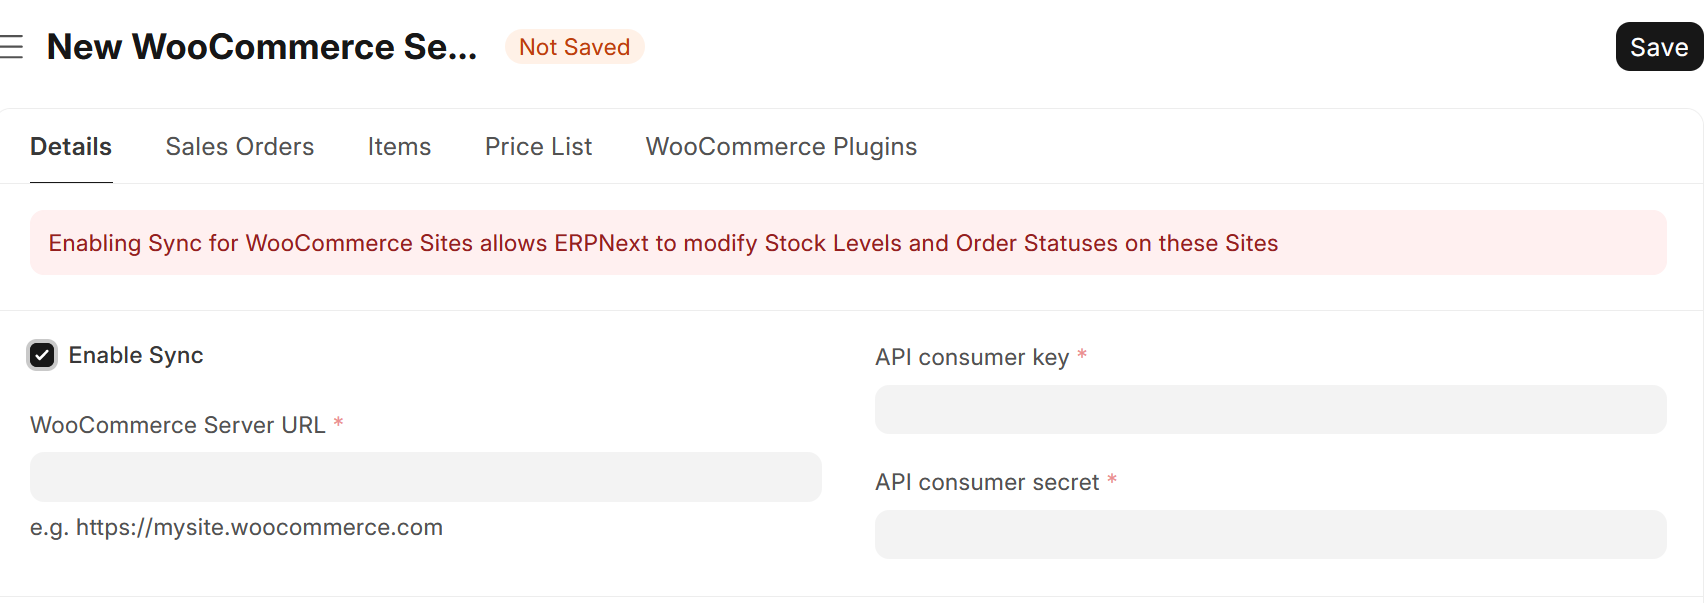 New WooCommerce Se... Not Saved Save
Details Sales Orders Items Price List WooCommerce Plugins
Enabling Sync for WooCommerce Sites allows ERPNext to modify Stock Levels and Order Statuses on these Sites
Enable Sync
WooCommerce Server URL *
e.g. https://mysite.woocommerce.com
API consumer key *
API consumer secret *